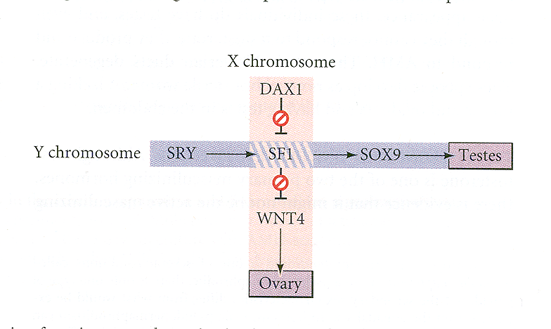 X chromosome
DAX1
Y chromosome SRY SF1 SOX9 Testes
WNT4
Ovary